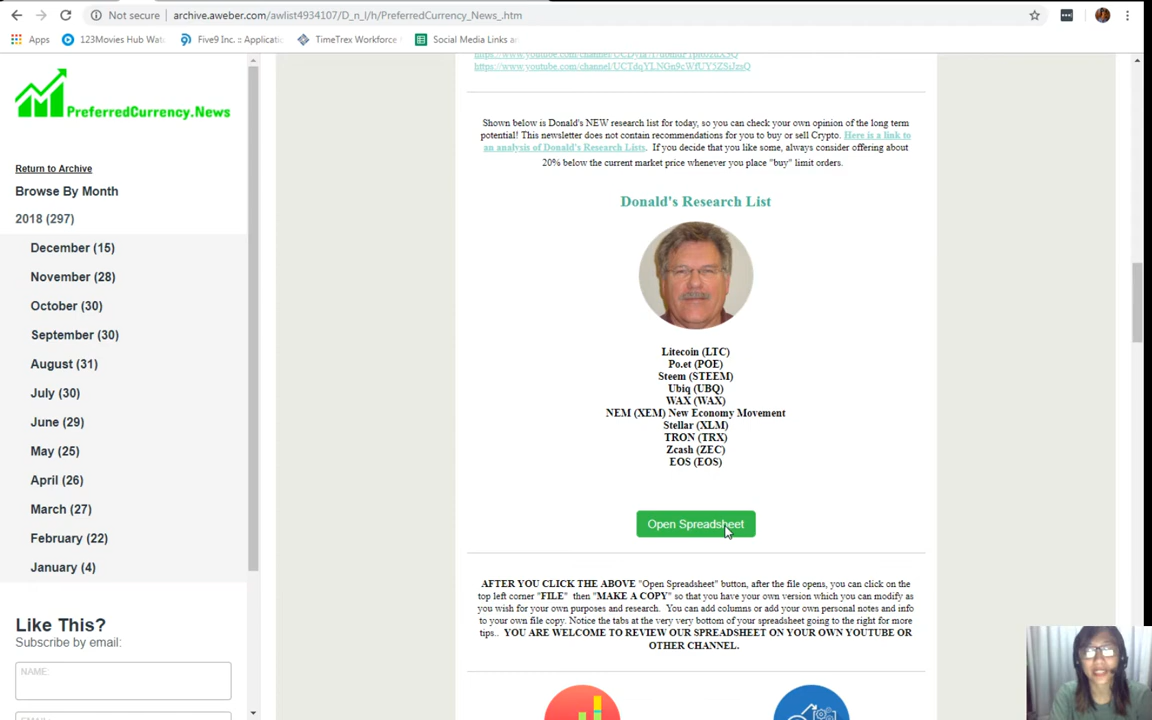 Not secure | archive.aweber.com/awlist4934107/D_n_l/h/PreferredCurrency_News_.htm
Apps 123Movies Hub Wat Five9 Inc. :: Applicati TimeTrex Workforce Social Media Links an
PreferredCurrency.News
Return to Archive
Browse By Month
2018 (297)
December (15)
November (28)
October (30)
September (30)
August (31)
July (30)
June (29)
May (25)
April (26)
March (27)
February (22)
January (4)
Like This?
Subscribe by email:
NAME:
https://www.youtube.com/channel/UCTdqYLNGn9cWfUY5ZSiJzsQ
Shown below is Donald's NEW research list for today, so you can check your own opinion of the long term
potential! This newsletter does not contain recommendations for you to buy or sell Crypto. Here is a link to
an analysis of Donald's Research Lists. If you decide that you like some, always consider offering about
20% below the current market price whenever you place "buy" limit orders.
Donald's Research List
Litecoin (LTC)
Po.et (POE)
Steem (STEEM)
Ubiq (UBQ)
WAX (WAX)
NEM (XEM) New Economy Movement
Stellar (XLM)
TRON (TRX)
Zcash (ZEC)
EOS (EOS)
Open Spreadsheet
AFTER YOU CLICK THE ABOVE "Open Spreadsheet" button, after the file opens, you can click on the
top left corner "FILE" then "MAKE A COPY" so that you have your own version which you can modify as
you wish for your own purposes and research. You can add columns or add your own personal notes and info
to your own file copy. Notice the tabs at the very very bottom of your spreadsheet going to the right for more
tips.. YOU ARE WELCOME TO REVIEW OUR SPREADSHEET ON YOUR OWN YOUTUBE OR
OTHER CHANNEL.